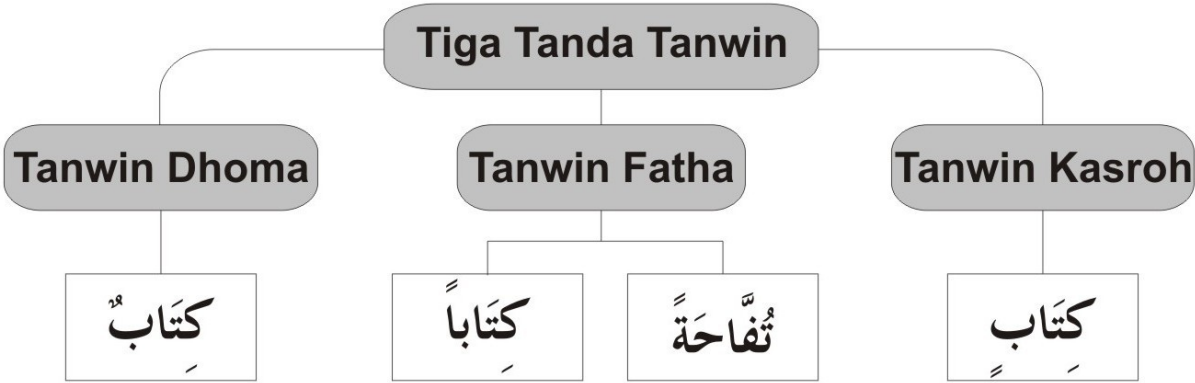 Tiga Tanda Tanwin
Tanwin Dhoma
Tanwin Fatha
Tanwin Kasroh
كِتَابٌ
كِتَاباً
تُفَّاحَةً
كِتَابٍ